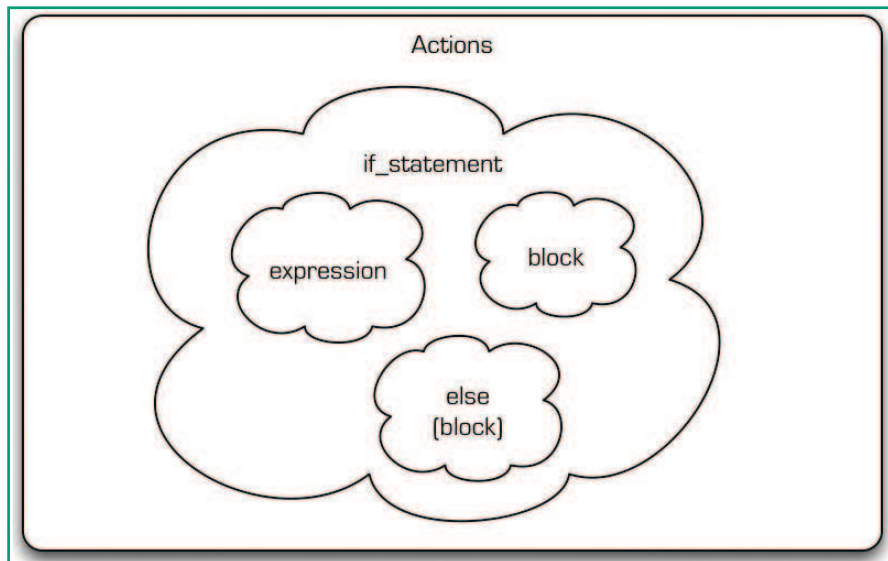 Actions
if_statement
expression
block
else
(block)